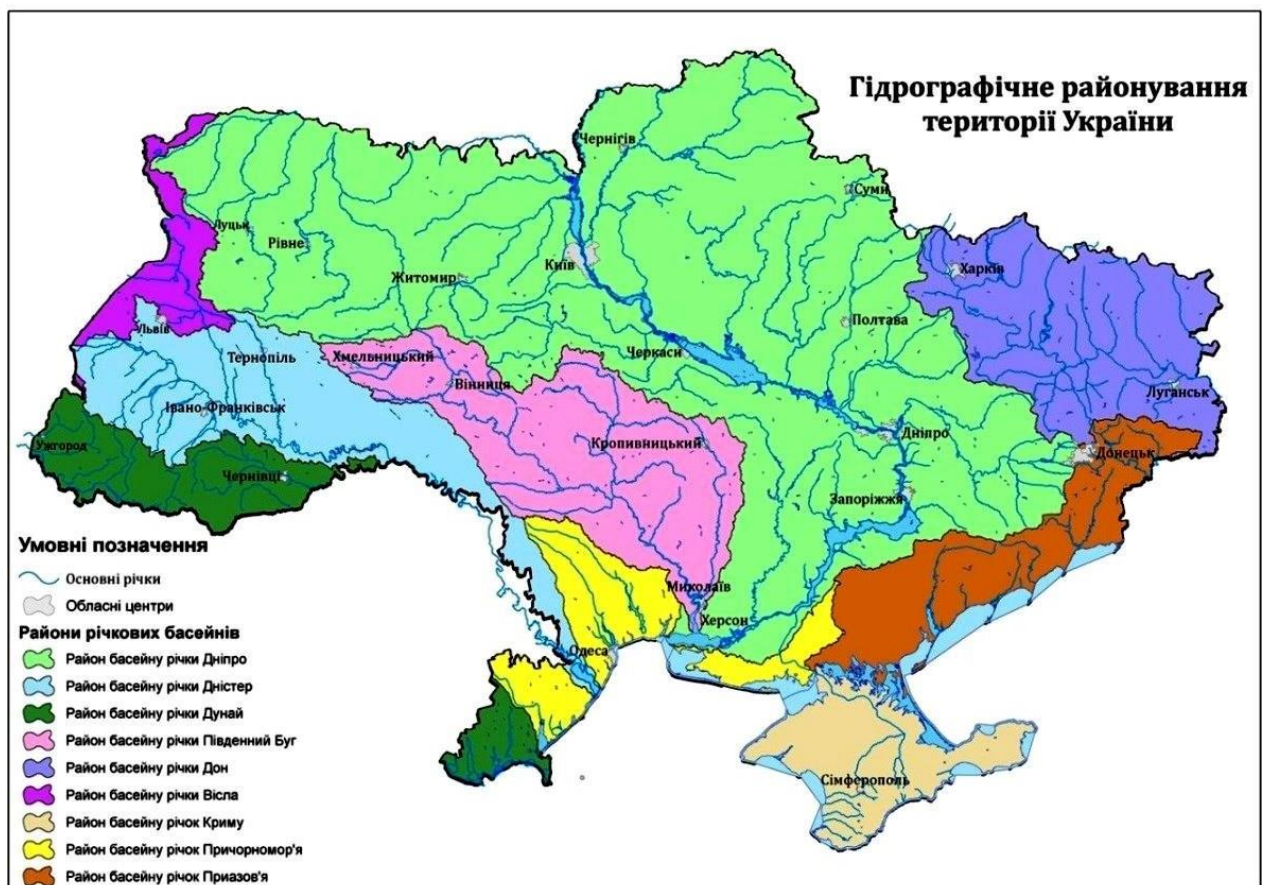 Гідрографічне районування
території України
Чернігів
Суми
Луцьк
Рівне
Київ
Харків
Житомир
Львів
Полтава
Тернопіль
Хмельницький
Черкаси
Вінниця
Луганськ
Івано-Франківськ
Ужгород
Кропивницький
Дніпро
Донецьк
Чернівці
Запоріжжя
Миколаїв
Херсон
Одеса
Сімферополь
Умовні позначення
Основні річки
Обласні центри
Райони річкових басейнів
Район басейну річки Дніпро
Район басейну річки Дністер
Район басейну річки Дунай
Район басейну річки Південний Буг
Район басейну річки Дон
Район басейну річки Вісла
Район басейну річок Криму
Район басейну річок Причорномор'я
Район басейну річок Приазов'я